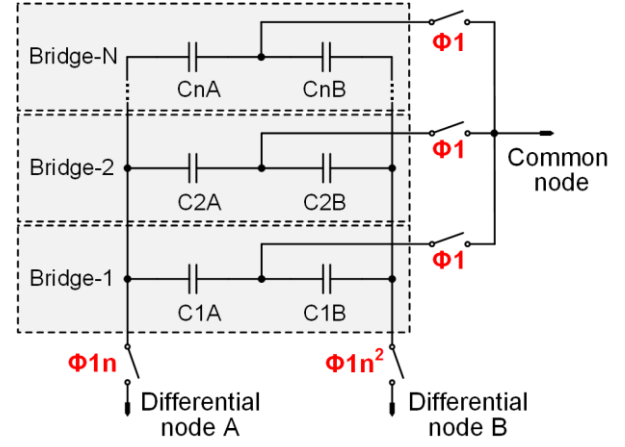 Φ1
Bridge-N
CnA
CnB
Φ1
Bridge-2
Common
node
C2A
C2B
Φ1
Bridge-1
C1A
C1B
Φ1n
Φ1n²
Differential
node A
Differential
node B